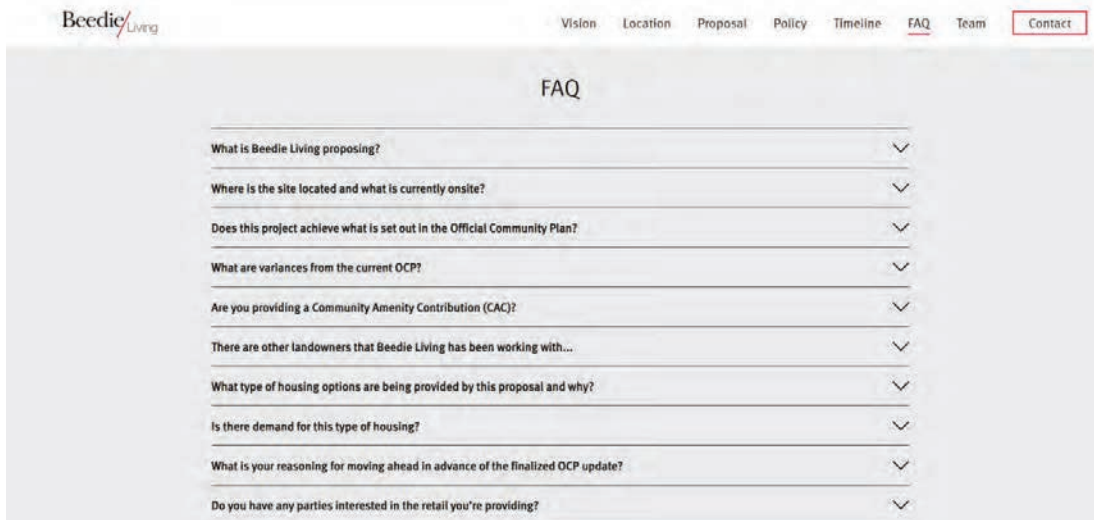 Beedie/Living
Vision Location Proposal Policy Timeline FAQ Team Contact
FAQ
What is Beedie Living proposing?
Where is the site located and what is currently onsite?
Does this project achieve what is set out in the Official Community Plan?
What are variances from the current OCP?
Are you providing a Community Amenity Contribution (CAC)?
There are other landowners that Beedie Living has been working with...
What type of housing options are being provided by this proposal and why?
Is there demand for this type of housing?
What is your reasoning for moving ahead in advance of the finalized OCP update?
Do you have any parties interested in the retail you're providing?